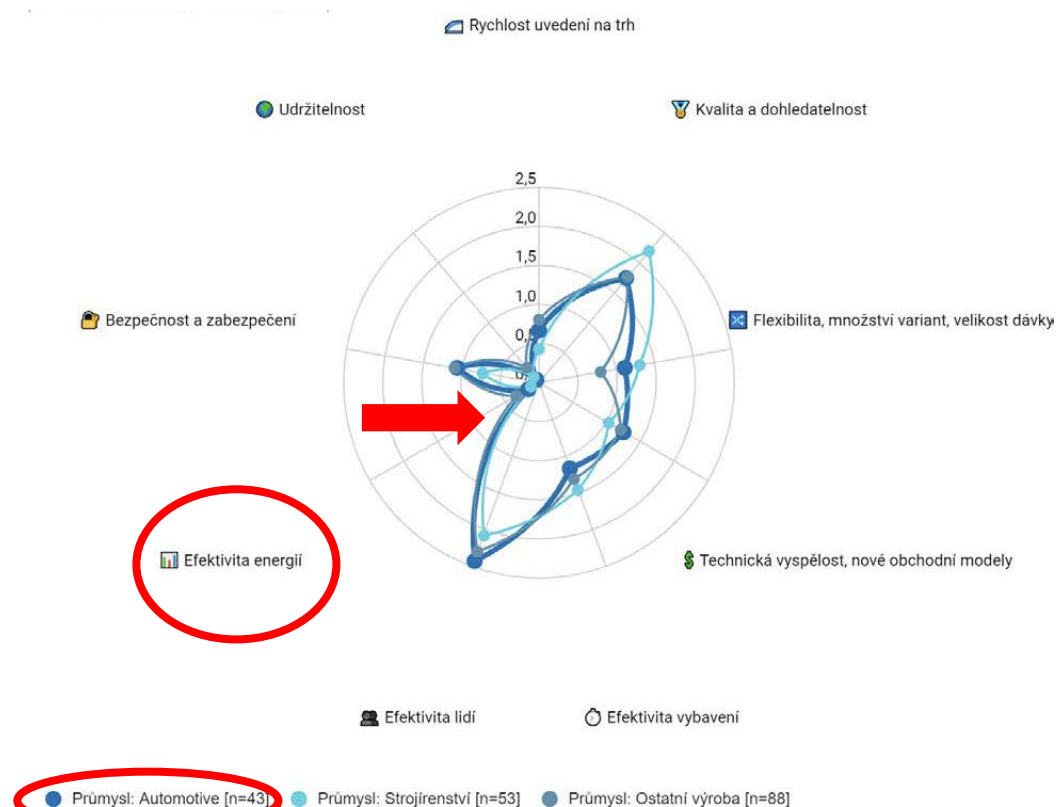 Rychlost uvedení na trh
Udržitelnost
Kvalita a dohledatelnost
2,5
2,0
1,5
1,0
Bezpečnost a zabezpečení
Flexibilita, množství variant, velikost dávky
Efektivita energií
Technická vyspělost, nové obchodní modely
Efektivita lidí
Efektivita vybavení
Průmysl: Automotive [n=43]
Průmysl: Strojírenství [n=53]
Průmysl: Ostatní výroba [n=88]